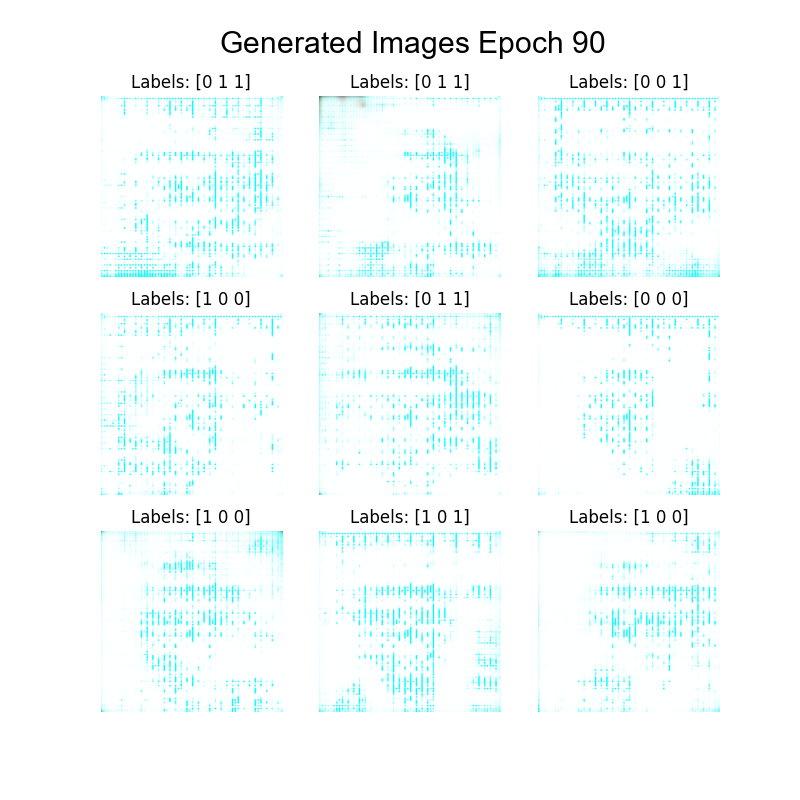 Generated Images Epoch 90
Labels: [0 1 1]
Labels: [0 1 1]
Labels: [0 0 1]
Labels: [1 0 0]
Labels: [0 1 1]
Labels: [0 0 0]
Labels: [1 0 0]
Labels: [1 0 1]
Labels: [1 0 0]